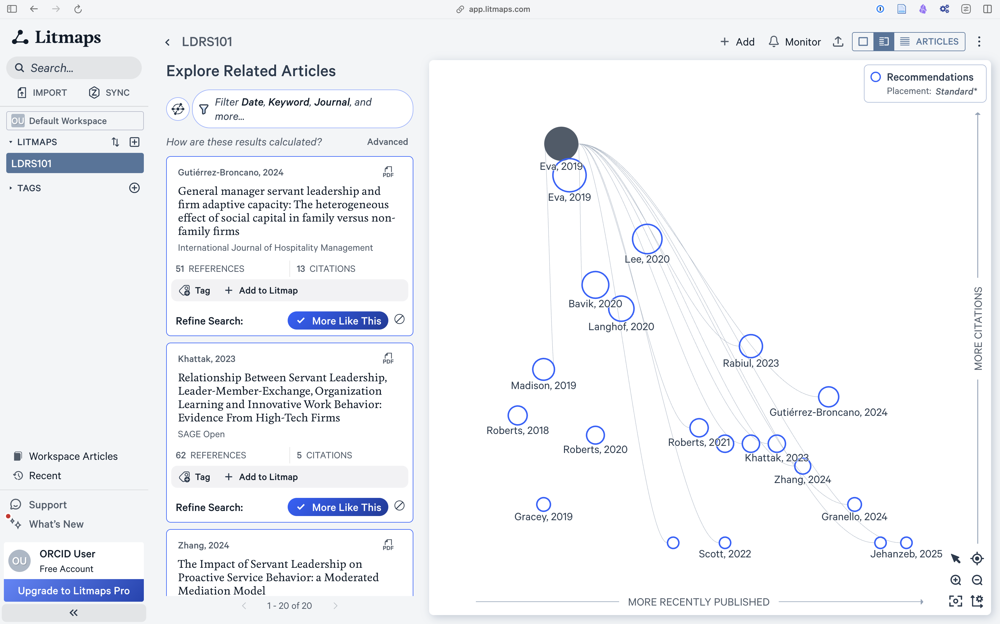 app.litmaps.com
Litmaps
Search...
IMPORT
SYNC
OU Default Workspace
LITMAPS
LDRS101
TAGS
Workspace Articles
Recent
Support
What's New
OU
ORCID User
Free Account
Upgrade to Litmaps Pro
LDRS101
Add
Monitor
ARTICLES
Explore Related Articles
Filter Date, Keyword, Journal, and
more...
How are these results calculated?
Advanced
Gutiérrez-Broncano, 2024
PDF
General manager servant leadership and
firm adaptive capacity: The heterogeneous
effect of social capital in family versus non-
family firms
International Journal of Hospitality Management
51 REFERENCES
13 CITATIONS
Tag
+ Add to Litmap
Refine Search:
More Like This
Khattak, 2023
PDF
Relationship Between Servant Leadership,
Leader-Member-Exchange, Organization
Learning and Innovative Work Behavior:
Evidence From High-Tech Firms
SAGE Open
62 REFERENCES
5 CITATIONS
Tag
+ Add to Litmap
Refine Search:
More Like This
Zhang, 2024
PDF
The Impact of Servant Leadership on
Proactive Service Behavior: a Moderated
Mediation Model
1 - 20 of 20
Recommendations
Placement: Standard*
Eva, 2019
Eva, 2019
Lee, 2020
Bavik, 2020
Langhof, 2020
Rabiul, 2023
Madison, 2019
Gutiérrez-Broncano, 2024
Roberts, 2018
Roberts, 2020
Roberts, 2021
Khattak, 2023
Zhang, 2024
Gracey, 2019
Granello, 2024
Scott, 2022
Jehanzeb, 2025
MORE CITATIONS
MORE RECENTLY PUBLISHED